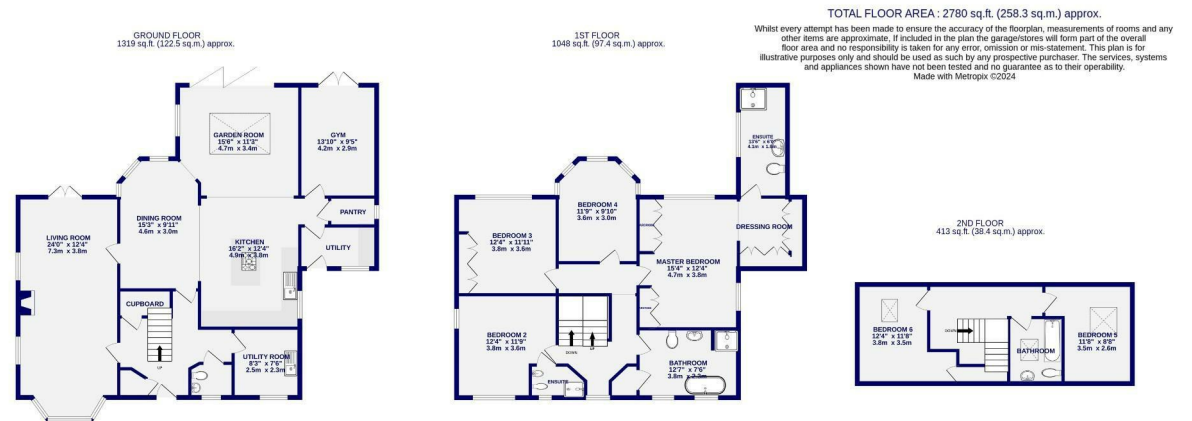 GROUND FLOOR
1319 sq.ft. (122.5 sq.m.) approx.
GARDEN ROOM
15'6" x 11'3"
4.7m x 3.4m
GYM
13'10" x 9'5"
4.2m x 2.9m
DINING ROOM
15'3" x 9'11"
4.6m x 3.0m
PANTRY
LIVING ROOM
24'0" x 12'4"
7.3m x 3.8m
KITCHEN
16'2" x 12'4"
4.9m x 3.8m
UTILITY
CUPBOARD
UP
UTILITY ROOM
8'3" x 7'6"
2.5m x 2.3m
1ST FLOOR
1048 sq.ft. (97.4 sq.m.) approx.
ENSUITE
BEDROOM 4
11'9" x 9'10"
3.6m x 3.0m
DRESSING ROOM
BEDROOM 3
12'4" x 11'11"
3.8m x 3.6m
MASTER BEDROOM
15'4" x 12'4"
4.7m x 3.8m
BEDROOM 2
12'4" x 11'9"
3.8m x 3.6m
DOWN
UP
ENSUITE
BATHROOM
12'7" x 7'6"
3.8m x 2.3m
TOTAL FLOOR AREA : 2780 sq.ft. (258.3 sq.m.) approx.
Whilst every attempt has been made to ensure the accuracy of the floorplan, measurements of rooms and any
other items are approximate, If included in the plan the garage/stores will form part of the overall
floor area and no responsibility is taken for any error, omission or mis-statement. This plan is for
illustrative purposes only and should be used as such by any prospective purchaser. The services, systems
and appliances shown have not been tested and no guarantee as to their operability.
Made with Metropix ©2024
2ND FLOOR
413 sq.ft. (38.4 sq.m.) approx.
BEDROOM 6
12'4" x 11'8"
3.8m x 3.5m
DOWN
BATHROOM
BEDROOM 5
11'8" x 8'8"
3.5m x 2.6m